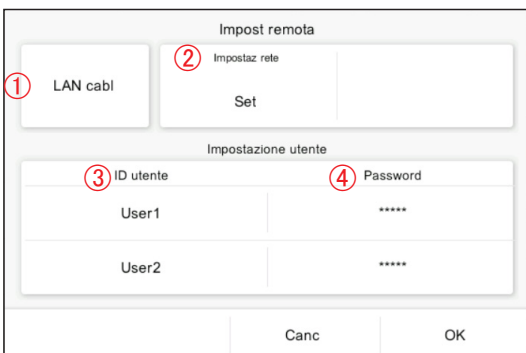 Impost remota
① LAN cabl
② Impostaz rete
Set
Impostazione utente
③ ID utente ④ Password
User1 *****
User2 *****
Canc OK